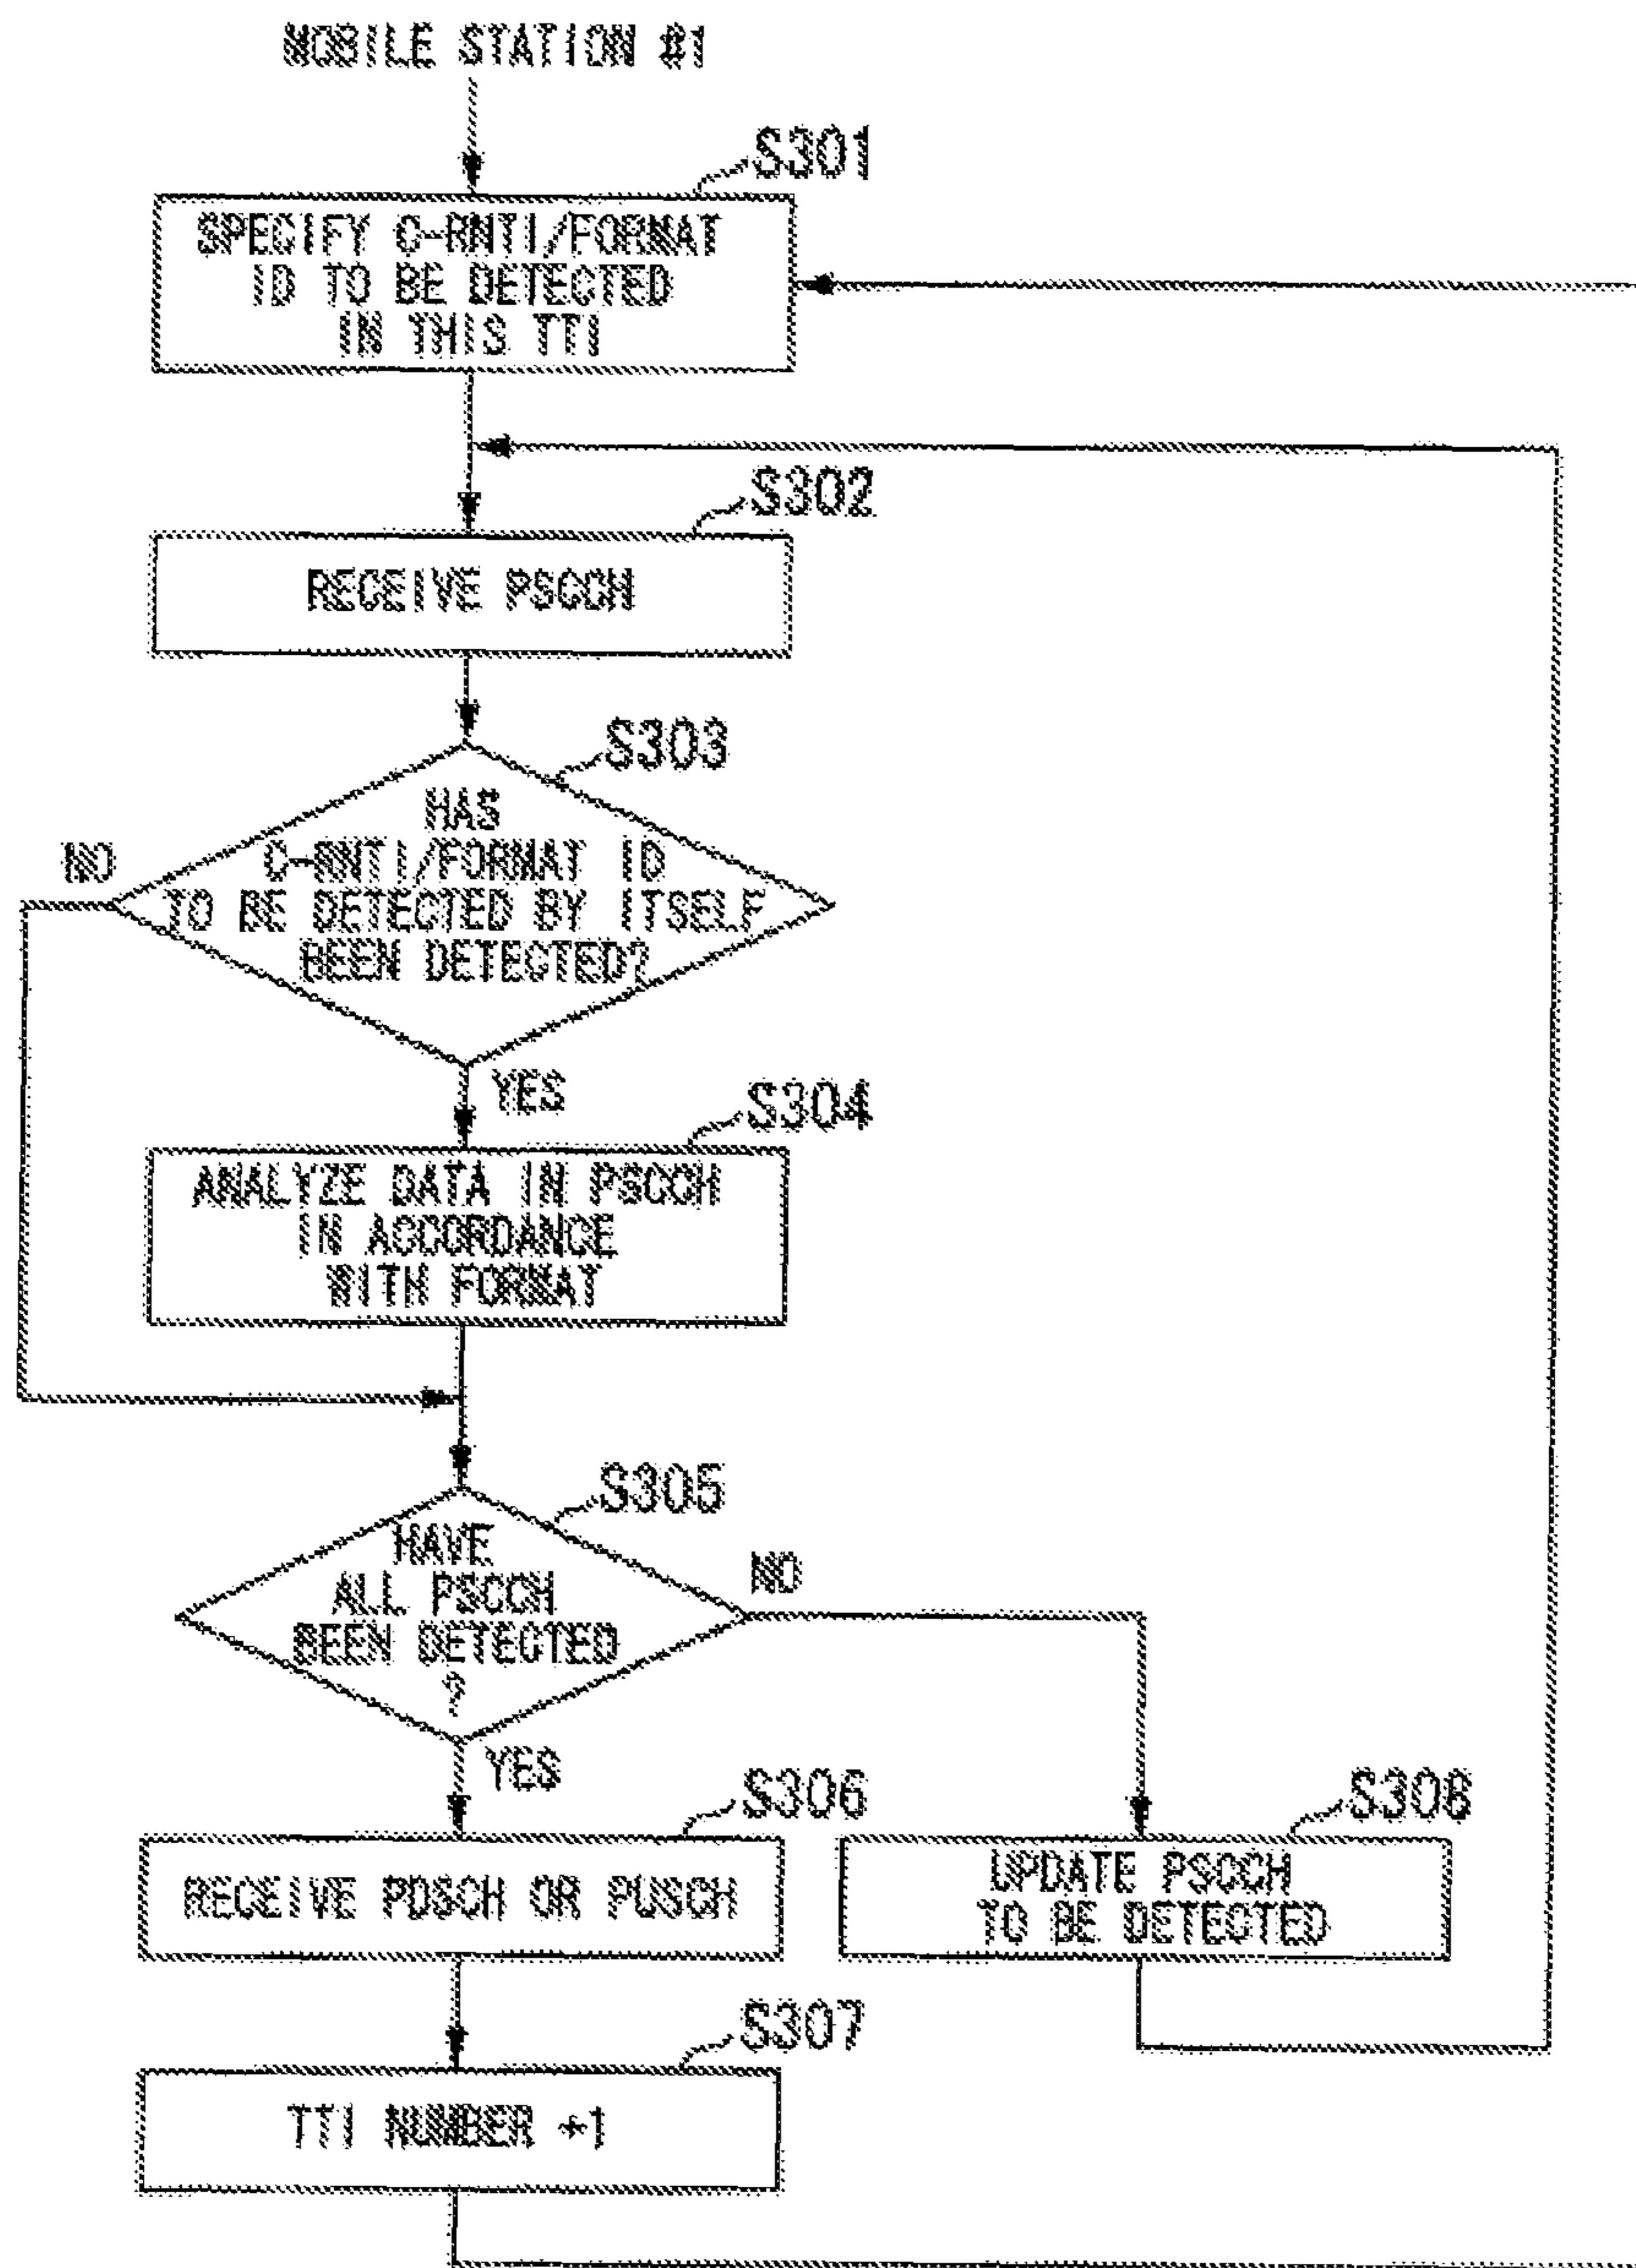 MOBILE STATION #1
S301
SPECIFY C-RNTI/FORMAT
ID TO BE DETECTED
IN THIS TTI
S302
RECEIVE PSCCH
S303
HAS
C-RNTI/FORMAT ID
TO BE DETECTED BY ITSELF
BEEN DETECTED?
NO
YES
S304
ANALYZE DATA IN PSCCH
IN ACCORDANCE
WITH FORMAT
S305
HAVE
ALL PSCCH
BEEN DETECTED
?
NO
YES
S306
RECEIVE PDSCH OR PUSCH
S308
UPDATE PSCCH
TO BE DETECTED
S307
TTI NUMBER +1